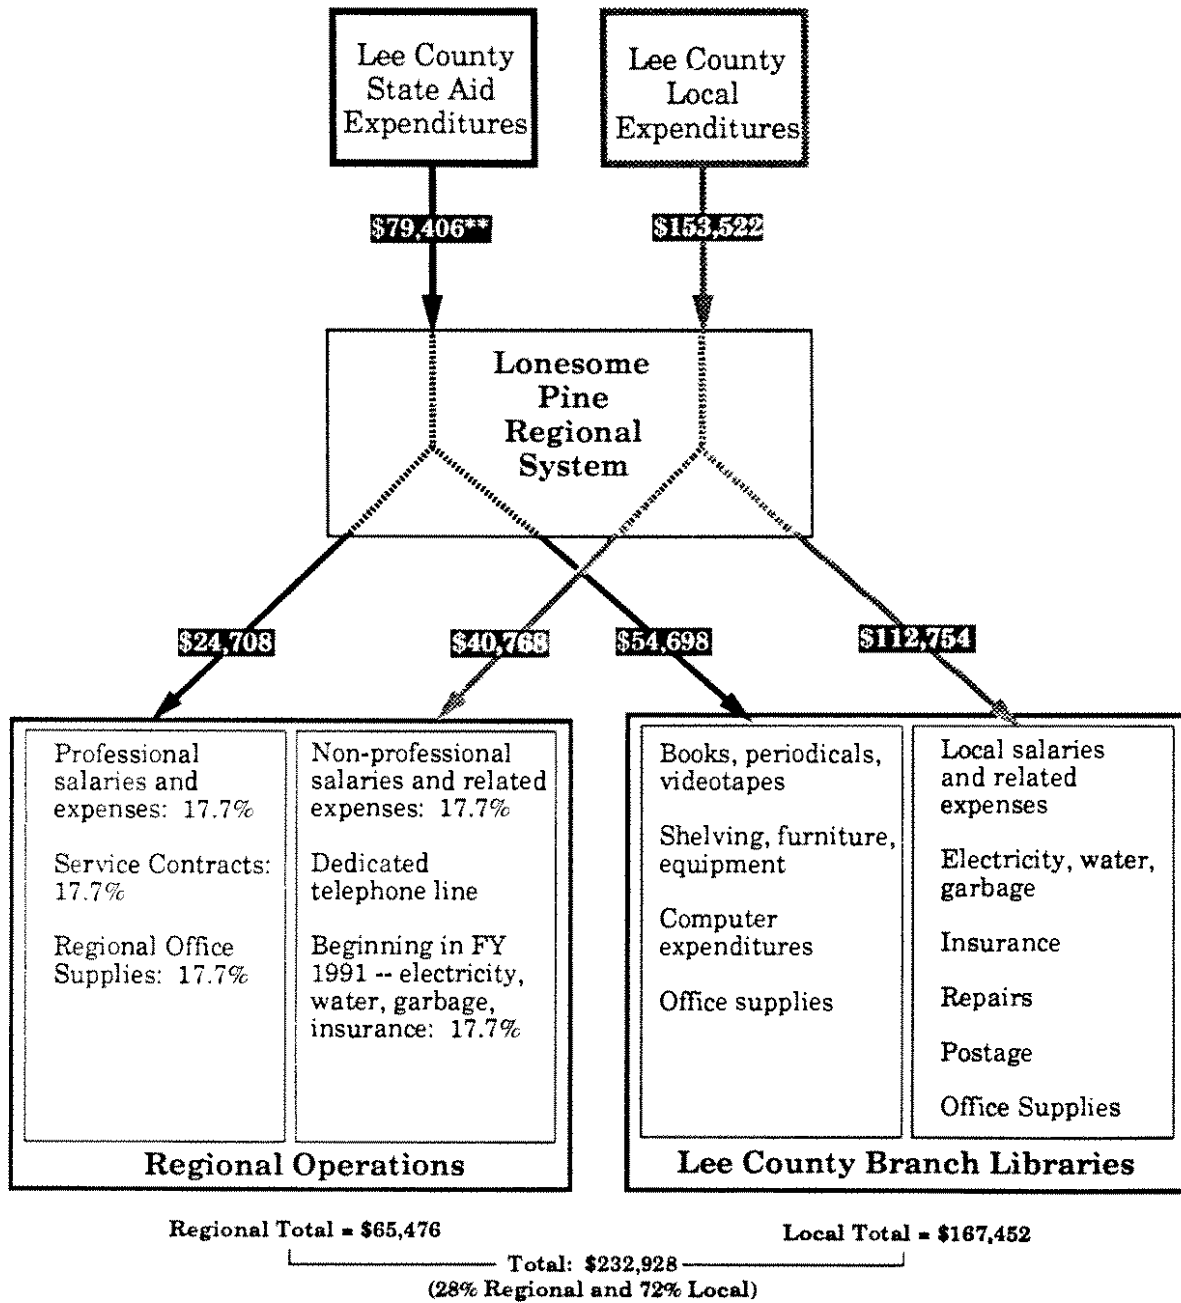 Lee County
State Aid
Expenditures
Lee County
Local
Expenditures
$79,406**
$153,522
Lonesome
Pine
Regional
System
$24,708
$40,768
$54,698
$112,754
Professional
salaries and
expenses: 17.7%
Service Contracts:
17.7%
Regional Office
Supplies: 17.7%
Non-professional
salaries and related
expenses: 17.7%
Dedicated
telephone line
Beginning in FY
1991 -- electricity,
water, garbage,
insurance: 17.7%
Regional Operations
Books, periodicals,
videotapes
Shelving, furniture,
equipment
Computer
expenditures
Office supplies
Local salaries
and related
expenses
Electricity, water,
garbage
Insurance
Repairs
Postage
Office Supplies
Lee County Branch Libraries
Regional Total = $65,476
Local Total = $167,452
Total: $232,928
(28% Regional and 72% Local)